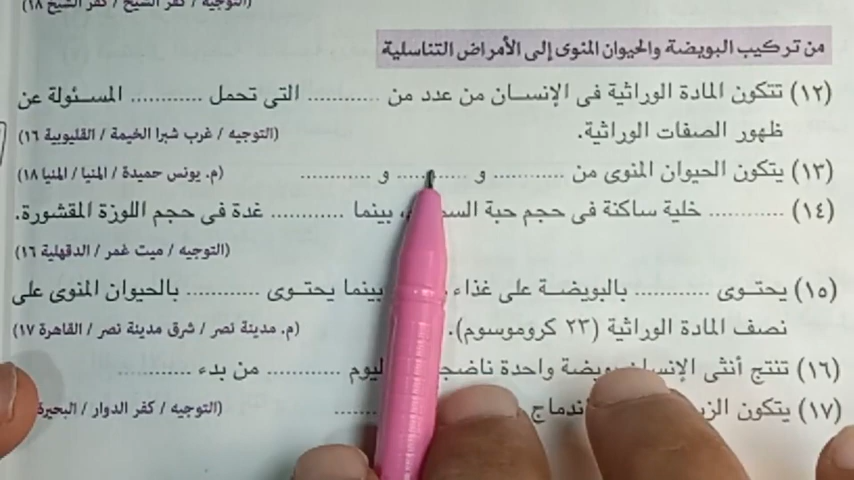 (التوجيه / كفر الشيخ / كفر الشيخ ١٨)
من تركيب البويضة والحيوان المنوى إلى الأمراض التناسلية
(١٢) تتكون المادة الوراثية فى الإنسان من عدد من ............ التى تحمل ............ المسئولة عن
ظهور الصفات الوراثية.
(التوجيه / غرب شبرا الخيمة / القليوبية ١٦)
(١٣) يتكون الحيوان المنوى من ............ و ............ و ............
(م. يونس حميدة / المنيا / المنيا ١٨)
(١٤) ............ خلية ساكنة فى حجم حبة ، بينما ............ غدة فى حجم اللوزة المقشورة.
(التوجيه / ميت غمر / الدقهلية ١٦)
(١٥) يحتوى ............ بالبويضة على غذاء بينما يحتوى ............ بالحيوان المنوى على
نصف المادة الوراثية (٢٣ كروموسوم).
(م. مدينة نصر / شرق مدينة نصر / القاهرة ١٧)
(١٦) تنتج أنثى الإنسان بويضة واحدة ............ من بدء ............
(١٧) يتكون ............
(التوجيه / كفر الدوار / البحيرة